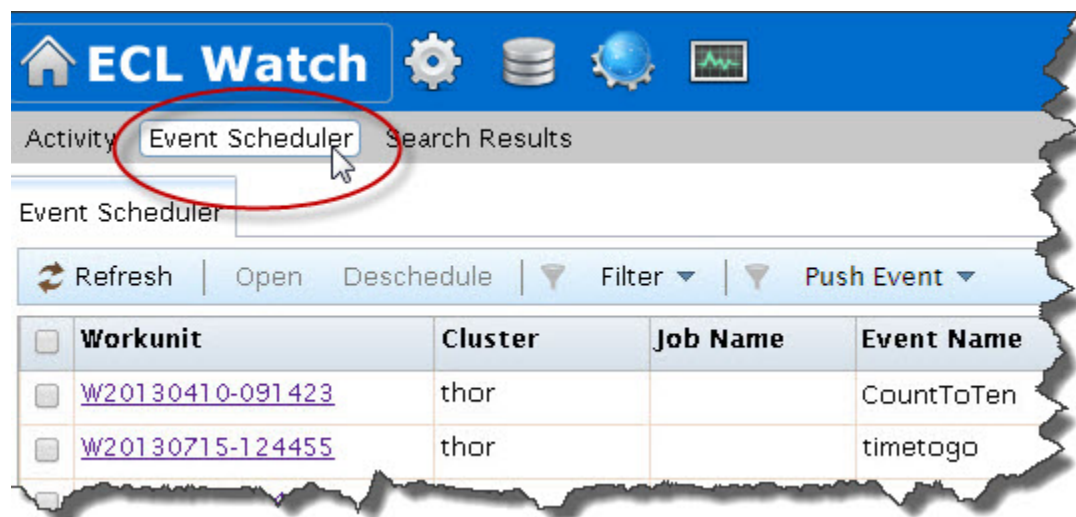 ECL Watch
Activity Event Scheduler Search Results
Event Scheduler
Refresh Open Deschedule Filter Push Event
Workunit Cluster Job Name Event Name
W20130410-091423 thor CountToTen
W20130715-124455 thor timetogo